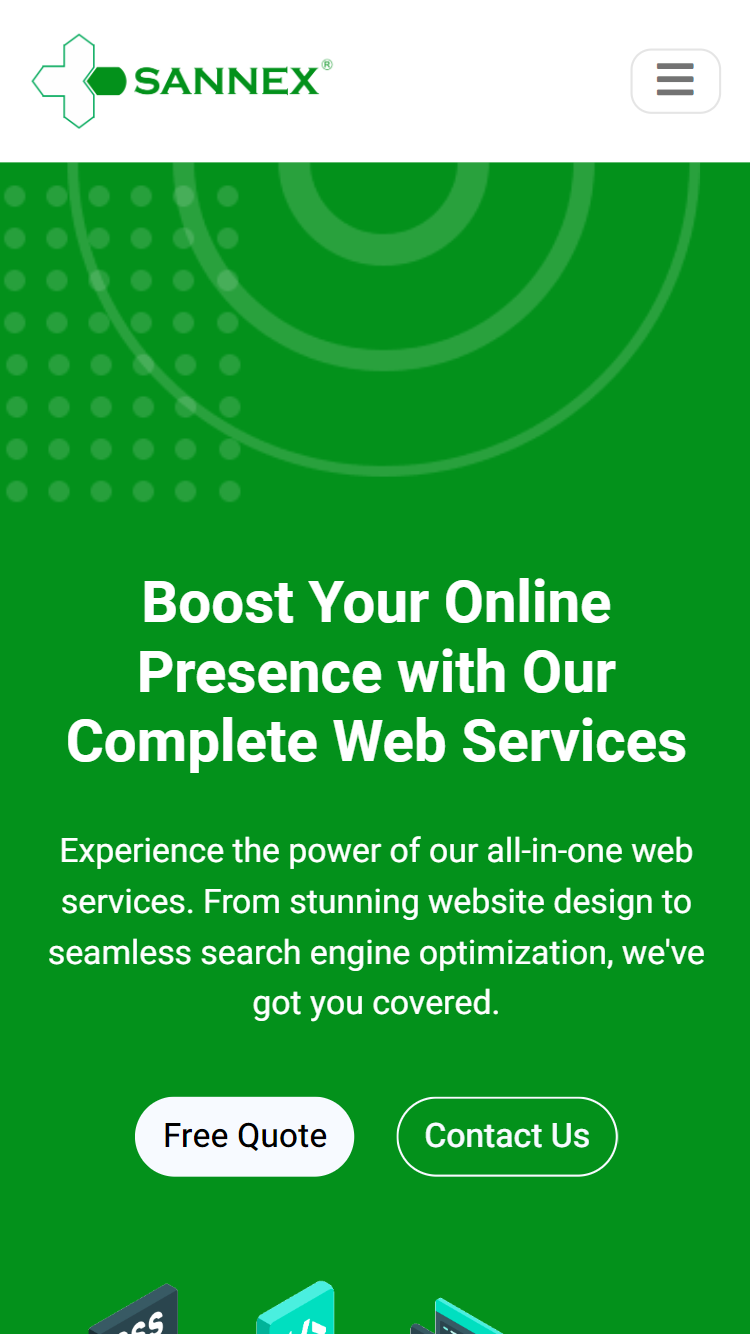 SANNEX®
Boost Your Online
Presence with Our
Complete Web Services
Experience the power of our all-in-one web
services. From stunning website design to
seamless search engine optimization, we've
got you covered.
Free Quote
Contact Us